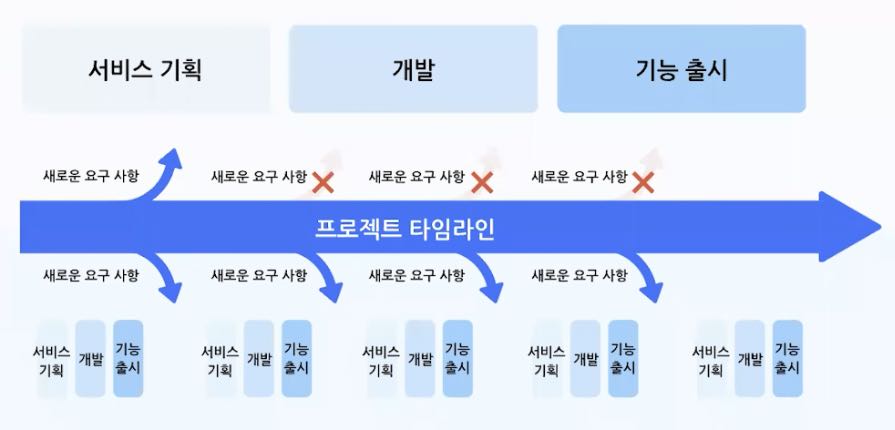 서비스 기획
개발
기능 출시
새로운 요구 사항
새로운 요구 사항
새로운 요구 사항
새로운 요구 사항
프로젝트 타임라인
새로운 요구 사항
새로운 요구 사항
새로운 요구 사항
새로운 요구 사항
서비스
기획
개발
기능
출시
서비스
기획
개발
기능
출시
서비스
기획
개발
기능
출시
서비스
기획
개발
기능
출시
서비스
기획
개발
기능
출시